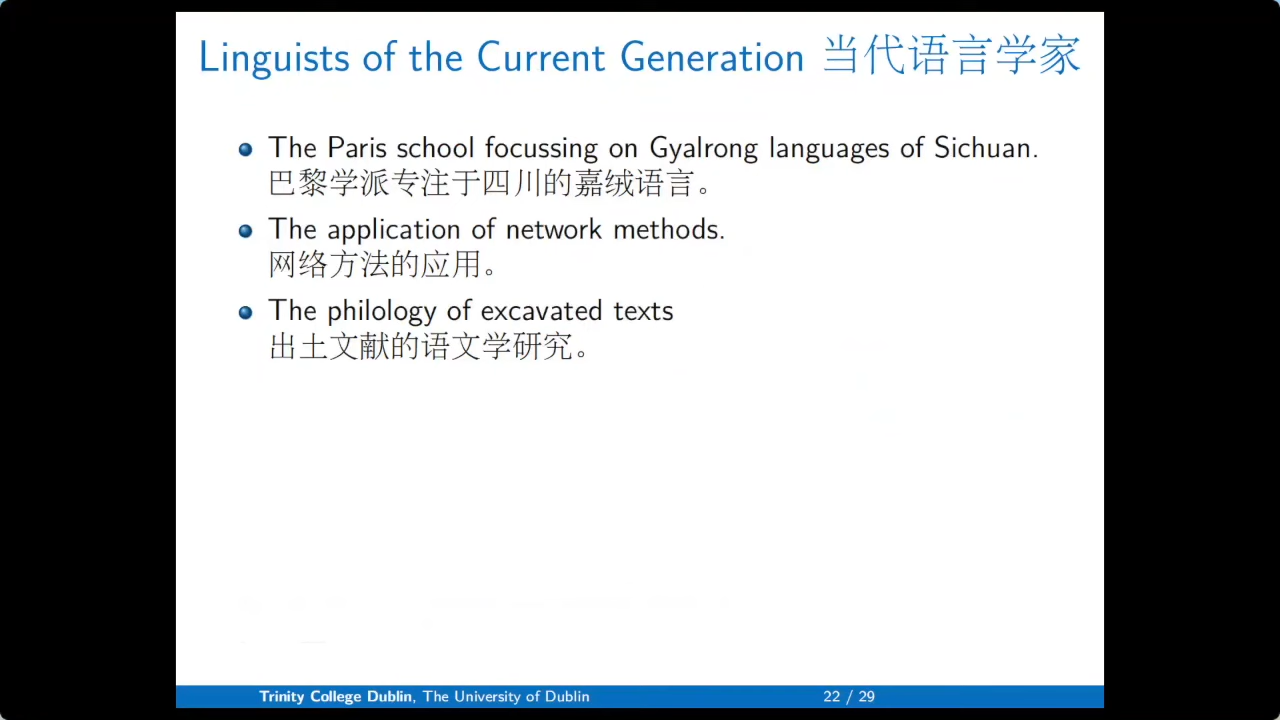 Linguists of the Current Generation 当代语言学家
The Paris school focussing on Gyalrong languages of Sichuan.
巴黎学派专注于四川的嘉绒语言。
The application of network methods.
网络方法的应用。
The philology of excavated texts
出土文献的语文学研究。
Trinity College Dublin, The University of Dublin 22 / 29